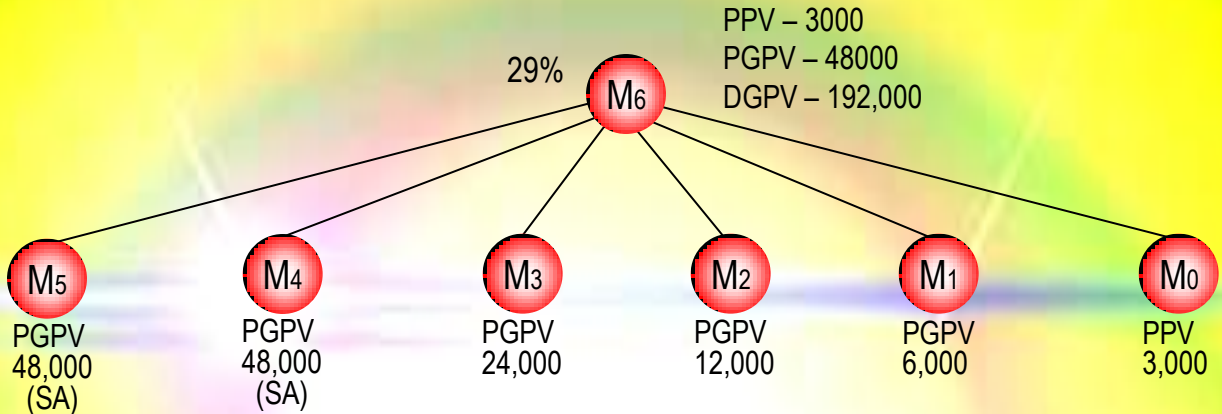 PPV – 3000
29%
PGPV – 48000
M6
DGPV – 192,000
M5
M4
M3
M2
M1
M0
PGPV
48,000
(SA)
PGPV
48,000
(SA)
PGPV
24,000
PGPV
12,000
PGPV
6,000
PPV
3,000